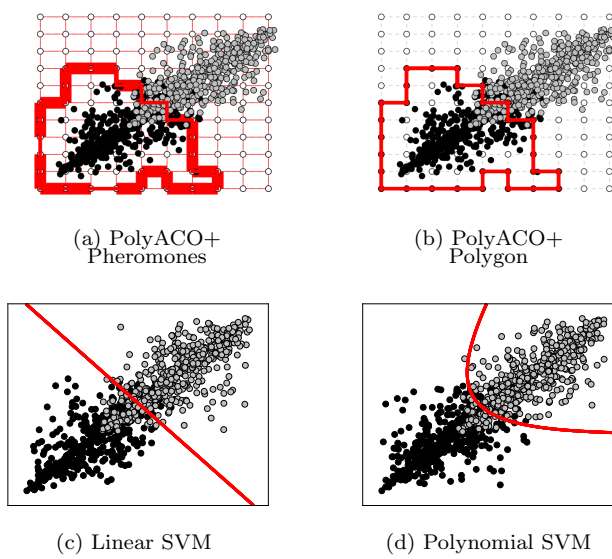 (a) PolyACO+
Pheromones
(b) PolyACO+
Polygon
(c) Linear SVM
(d) Polynomial SVM